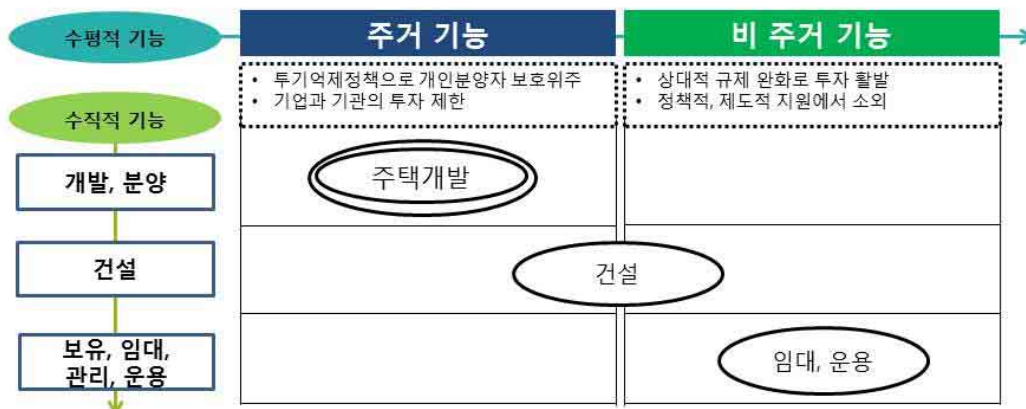 수평적 기능
주거 기능
비 주거 기능
• 투기억제정책으로 개인분양자 보호위주
• 기업과 기관의 투자 제한
• 상대적 규제 완화로 투자 활발
• 정책적, 제도적 지원에서 소외
수직적 기능
개발, 분양
주택개발
건설
건설
보유, 임대,
관리, 운용
임대, 운용